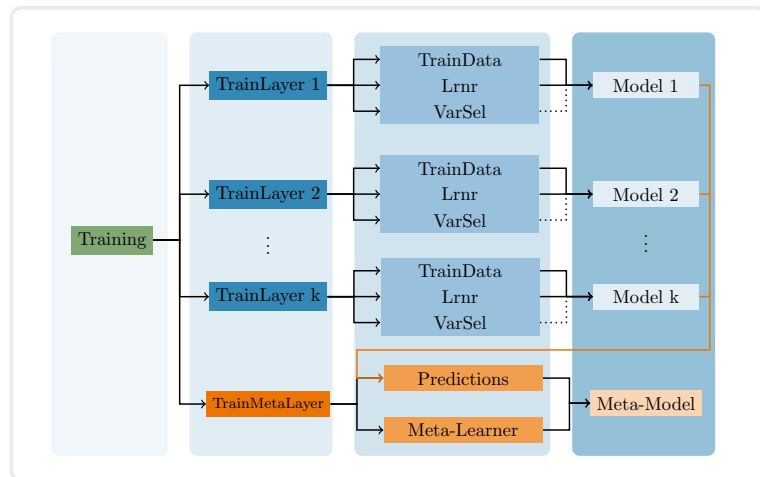 TrainData
TrainLayer 1
Lrnr
Model 1
VarSel
TrainData
TrainLayer 2
Lrnr
Model 2
VarSel
Training
⋮
⋮
TrainData
TrainLayer k
Lrnr
Model k
VarSel
Predictions
TrainMetaLayer
Meta-Model
Meta-Learner